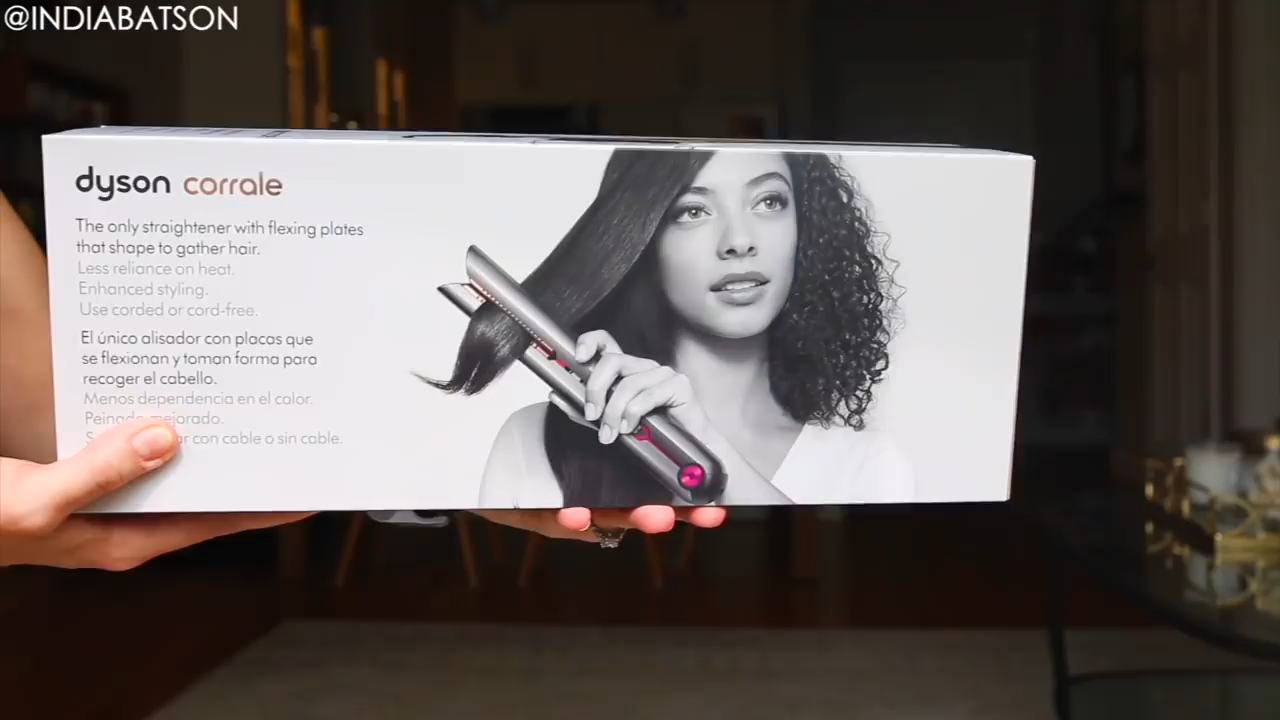 @INDIABATSON
dyson corrale
The only straightener with flexing plates
that shape to gather hair.
Less reliance on heat.
Enhanced styling.
Use corded or cord-free.
El único alisador con placas que
se flexionan y toman forma para
recoger el cabello.
Menos dependencia en el calor.
Peinado mejorado.
con cable o sin cable.